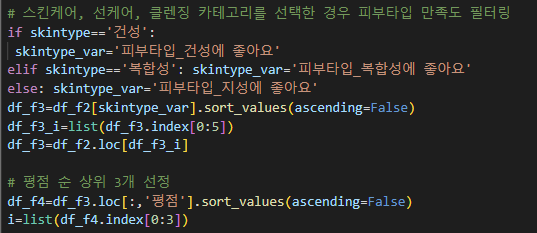 # 스킨케어, 선케어, 클렌징 카테고리를 선택한 경우 피부타입 만족도 필터링
if skintype=='건성':
 skintype_var='피부타입_건성에 좋아요'
elif skintype=='복합성': skintype_var='피부타입_복합성에 좋아요'
else: skintype_var='피부타입_지성에 좋아요'
df_f3=df_f2[skintype_var].sort_values(ascending=False)
df_f3_i=list(df_f3.index[0:5])
df_f3=df_f2.loc[df_f3_i]

# 평점 순 상위 3개 선정
df_f4=df_f3.loc[:,'평점'].sort_values(ascending=False)
i=list(df_f4.index[0:3])